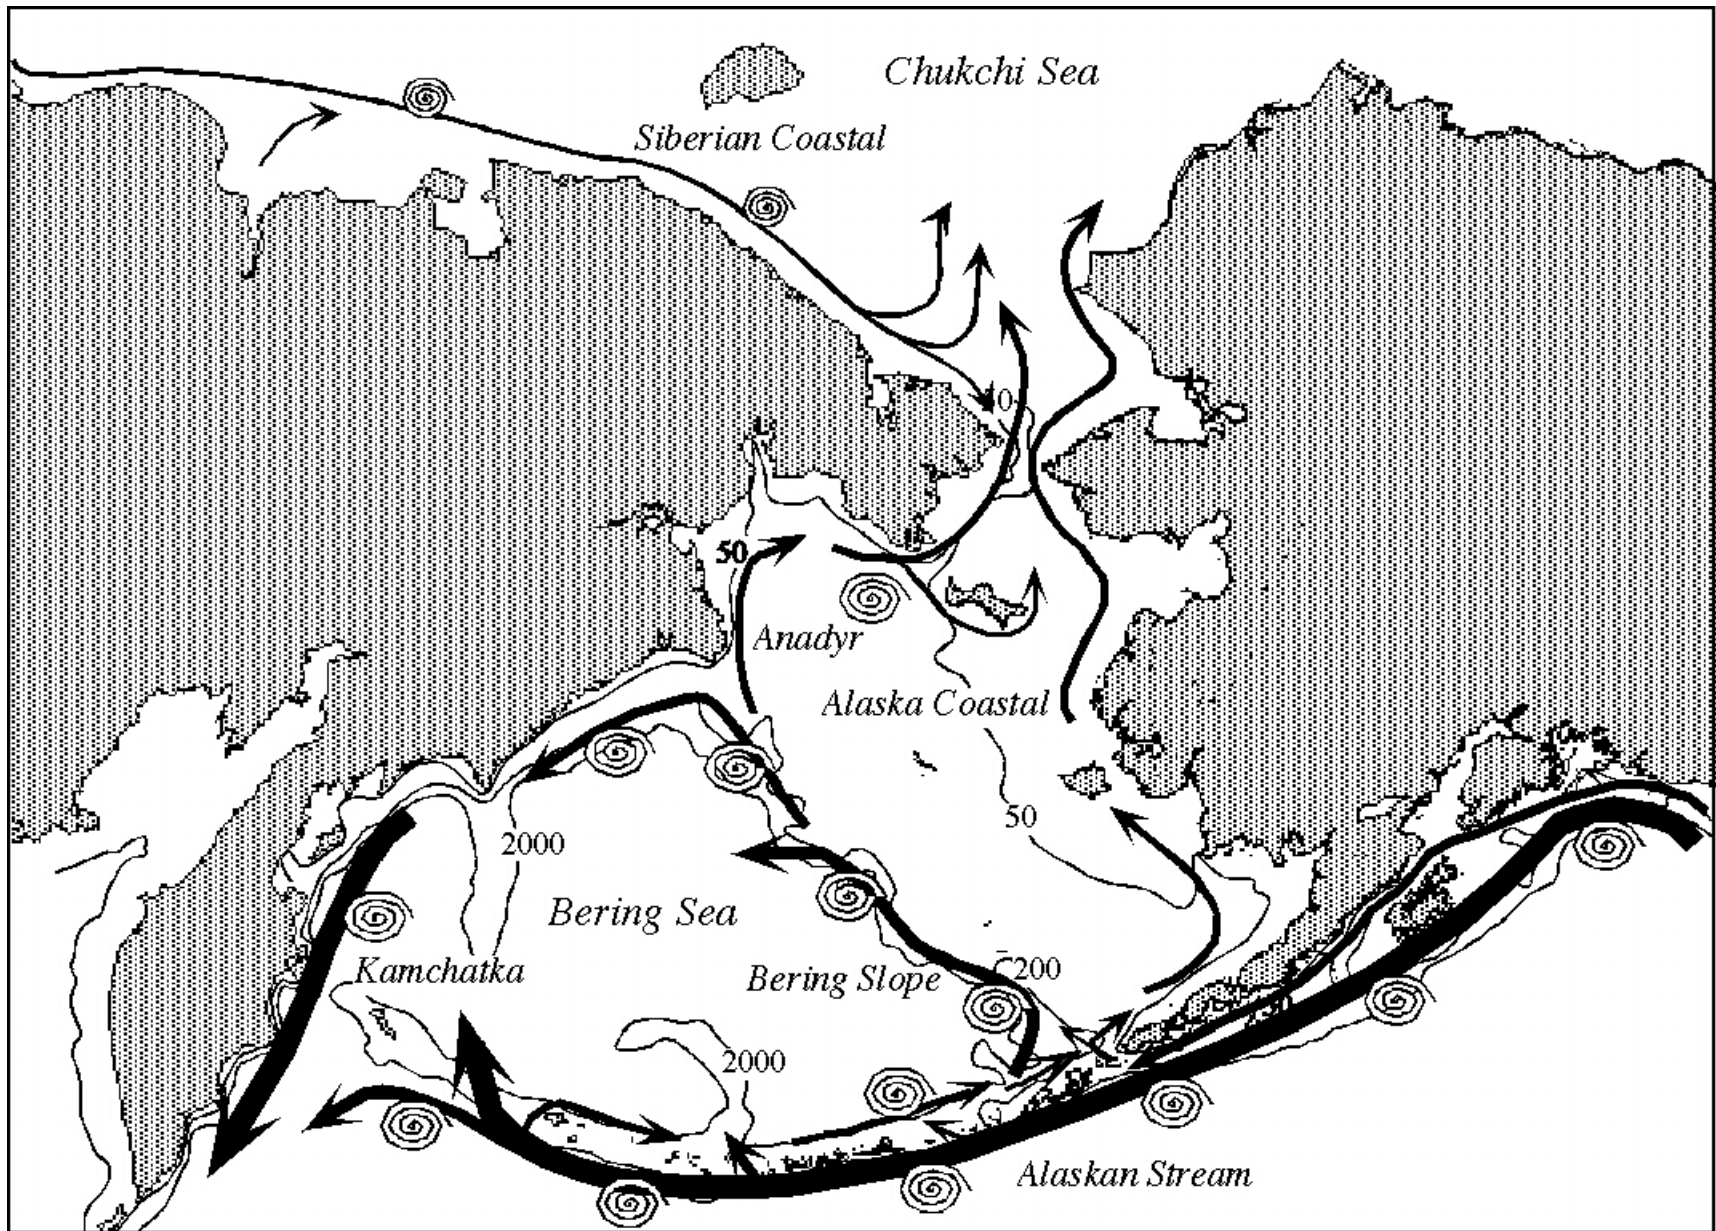 Chukchi Sea
Siberian Coastal
50
Anadyr
Alaska Coastal
50
2000
Bering Sea
Kamchatka
Bering Slope
200
2000
Alaskan Stream